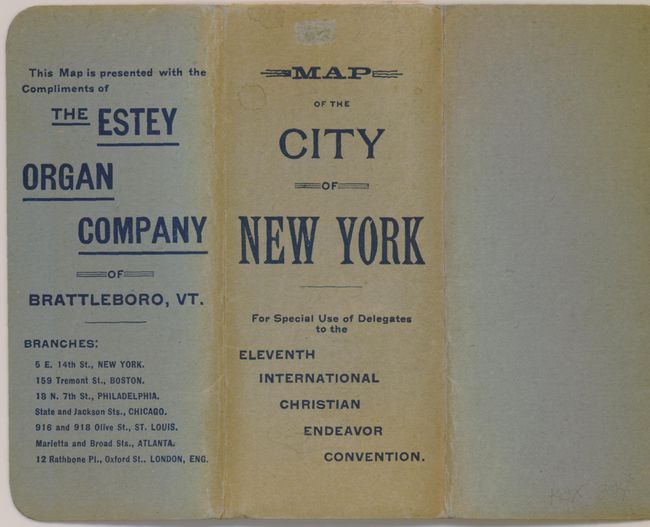 This Map is presented with the
Compliments of
THE ESTEY
ORGAN
COMPANY
OF
BRATTLEBORO, VT.
BRANCHES:
5 E. 14th St., NEW YORK.
159 Tremont St., BOSTON.
18 N. 7th St., PHILADELPHIA.
State and Jackson Sts., CHICAGO.
916 and 918 Olive St., ST. LOUIS.
Marietta and Broad Sts., ATLANTA.
12 Rathbone Pl., Oxford St.. LONDON, ENG.
MAP
OF THE
CITY
OF
NEW YORK
For Special Use of Delegates
to the
ELEVENTH
INTERNATIONAL
CHRISTIAN
ENDEAVOR
CONVENTION.